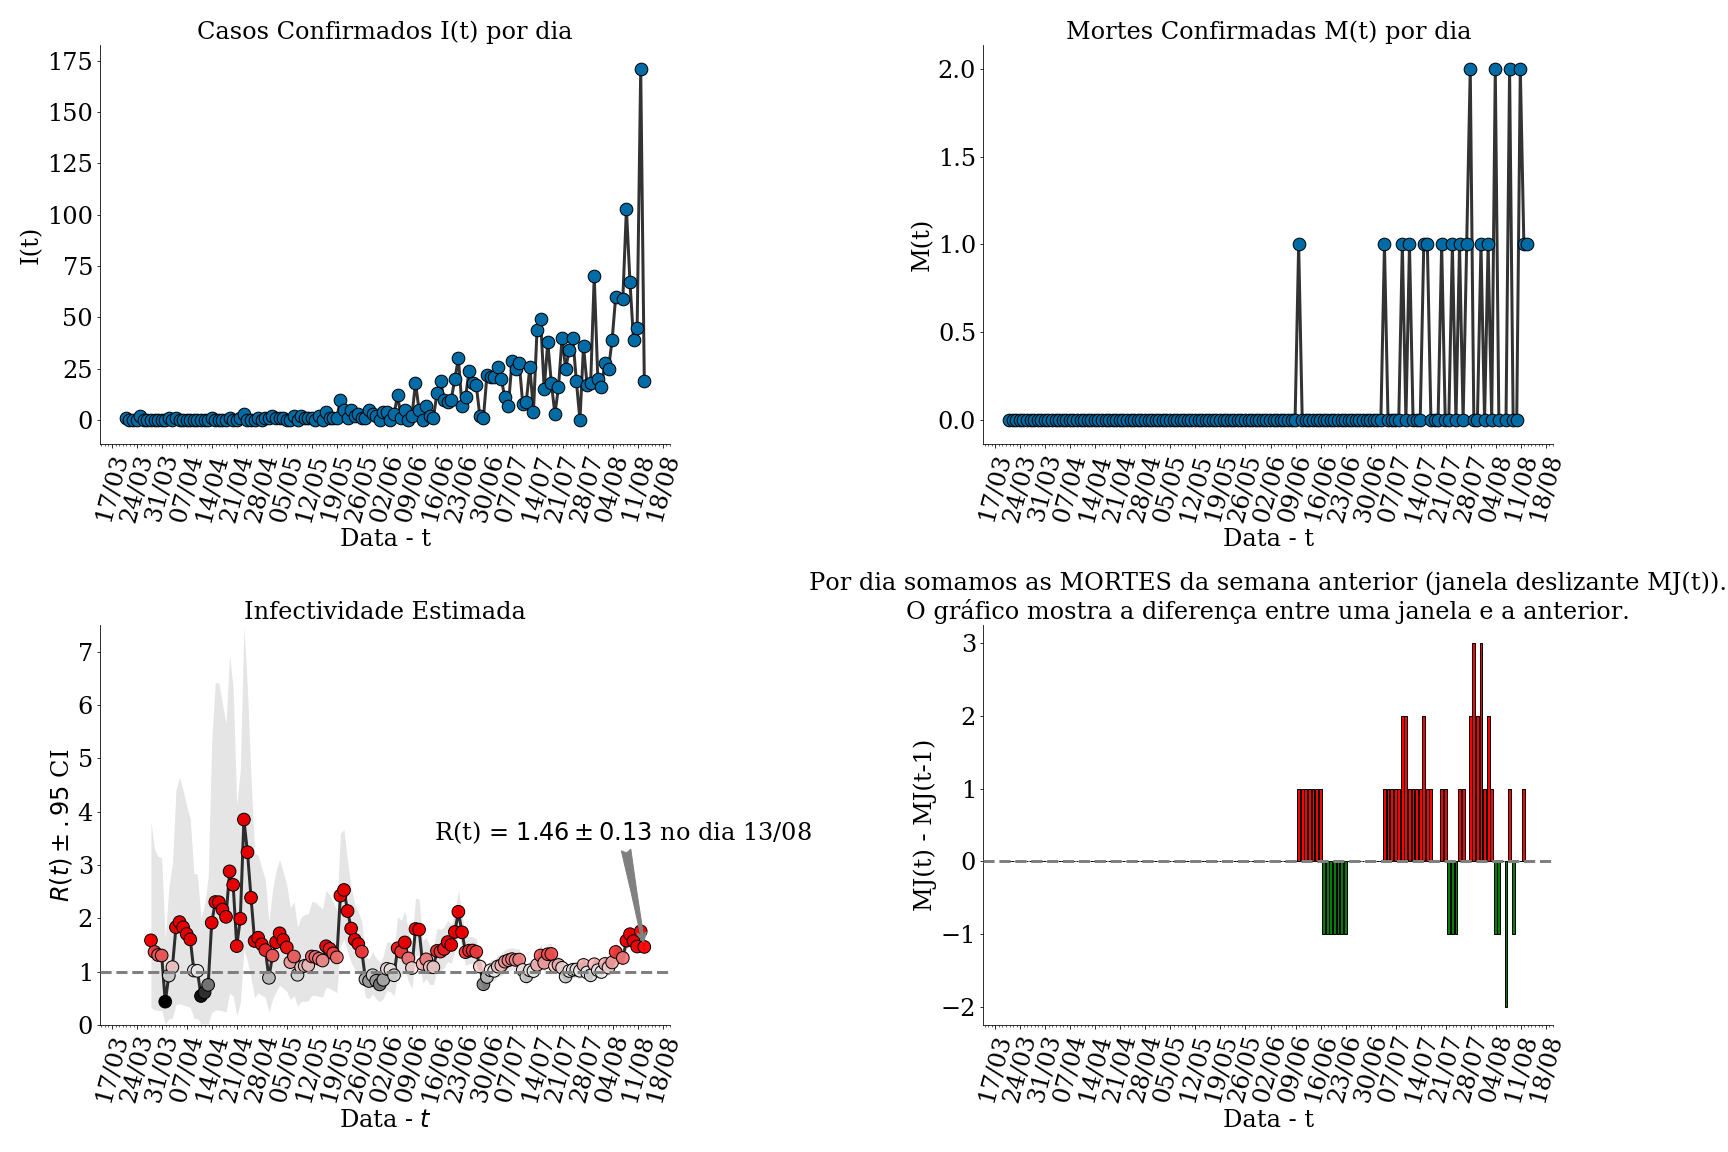 Casos Confirmados I(t) por dia
175
150
125
100
75
50
25
0
I(t)
17/03 24/03 31/03 07/04 14/04 21/04 28/04 05/05 12/05 19/05 26/05 02/06 09/06 16/06 23/06 30/06 07/07 14/07 21/07 28/07 04/08 11/08 18/08
Data - t
Mortes Confirmadas M(t) por dia
2.0
1.5
1.0
0.5
0.0
M(t)
17/03 24/03 31/03 07/04 14/04 21/04 28/04 05/05 12/05 19/05 26/05 02/06 09/06 16/06 23/06 30/06 07/07 14/07 21/07 28/07 04/08 11/08 18/08
Data - t
Infectividade Estimada
7
6
5
4
3
2
1
0
R(t) ± .95 CI
R(t) = 1.46 ± 0.13 no dia 13/08
17/03 24/03 31/03 07/04 14/04 21/04 28/04 05/05 12/05 19/05 26/05 02/06 09/06 16/06 23/06 30/06 07/07 14/07 21/07 28/07 04/08 11/08 18/08
Data - t
Por dia somamos as MORTES da semana anterior (janela deslizante MJ(t)).
O gráfico mostra a diferença entre uma janela e a anterior.
3
2
1
0
−1
−2
MJ(t) - MJ(t-1)
17/03 24/03 31/03 07/04 14/04 21/04 28/04 05/05 12/05 19/05 26/05 02/06 09/06 16/06 23/06 30/06 07/07 14/07 21/07 28/07 04/08 11/08 18/08
Data - t